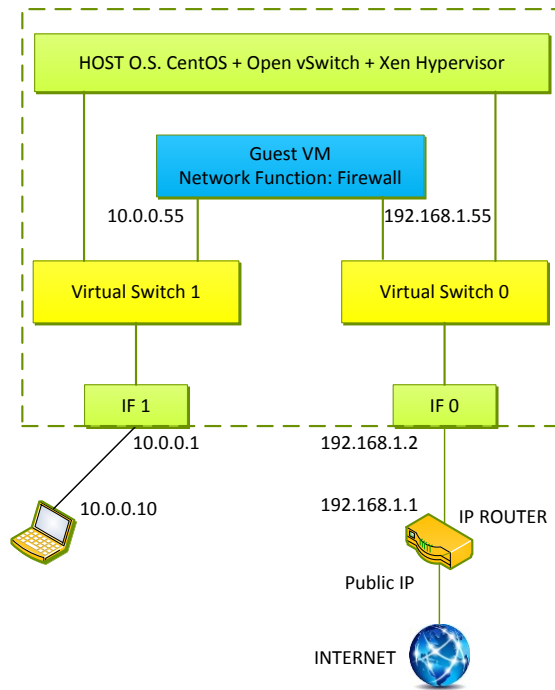 HOST O.S. CentOS + Open vSwitch + Xen Hypervisor
Guest VM
Network Function: Firewall
10.0.0.55
192.168.1.55
Virtual Switch 1
Virtual Switch 0
IF 1
IF 0
10.0.0.1
192.168.1.2
10.0.0.10
192.168.1.1
IP ROUTER
Public IP
INTERNET